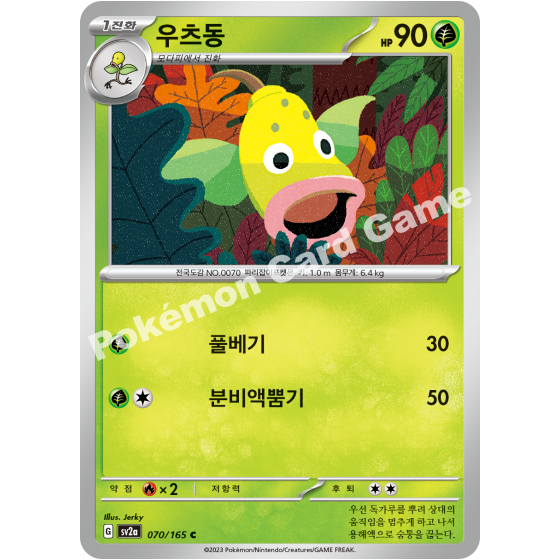 1진화
우츠동
HP 90
모다피에서 진화
전국도감 NO.0070 파리잡이포켓몬 키: 1.0 m 몸무게: 6.4 kg
Pokémon Card Game
풀베기 30
분비액뿜기 50
약점 ×2 저항력 후퇴
Illus. Jerky
G sv2a 070/165 C
우선 독가루를 뿌려 상대의
움직임을 멈추게 하고 나서
용해액으로 숨통을 끊는다.
©2023 Pokémon/Nintendo/Creatures/GAME FREAK.